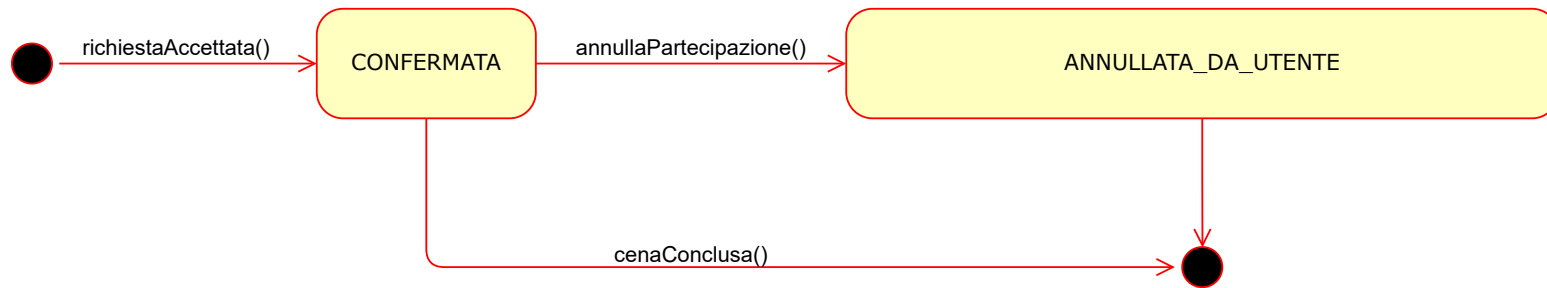 richiestaAccettata()
CONFERMATA
annullaPartecipazione()
ANNULLATA_DA_UTENTE
cenaConclusa()